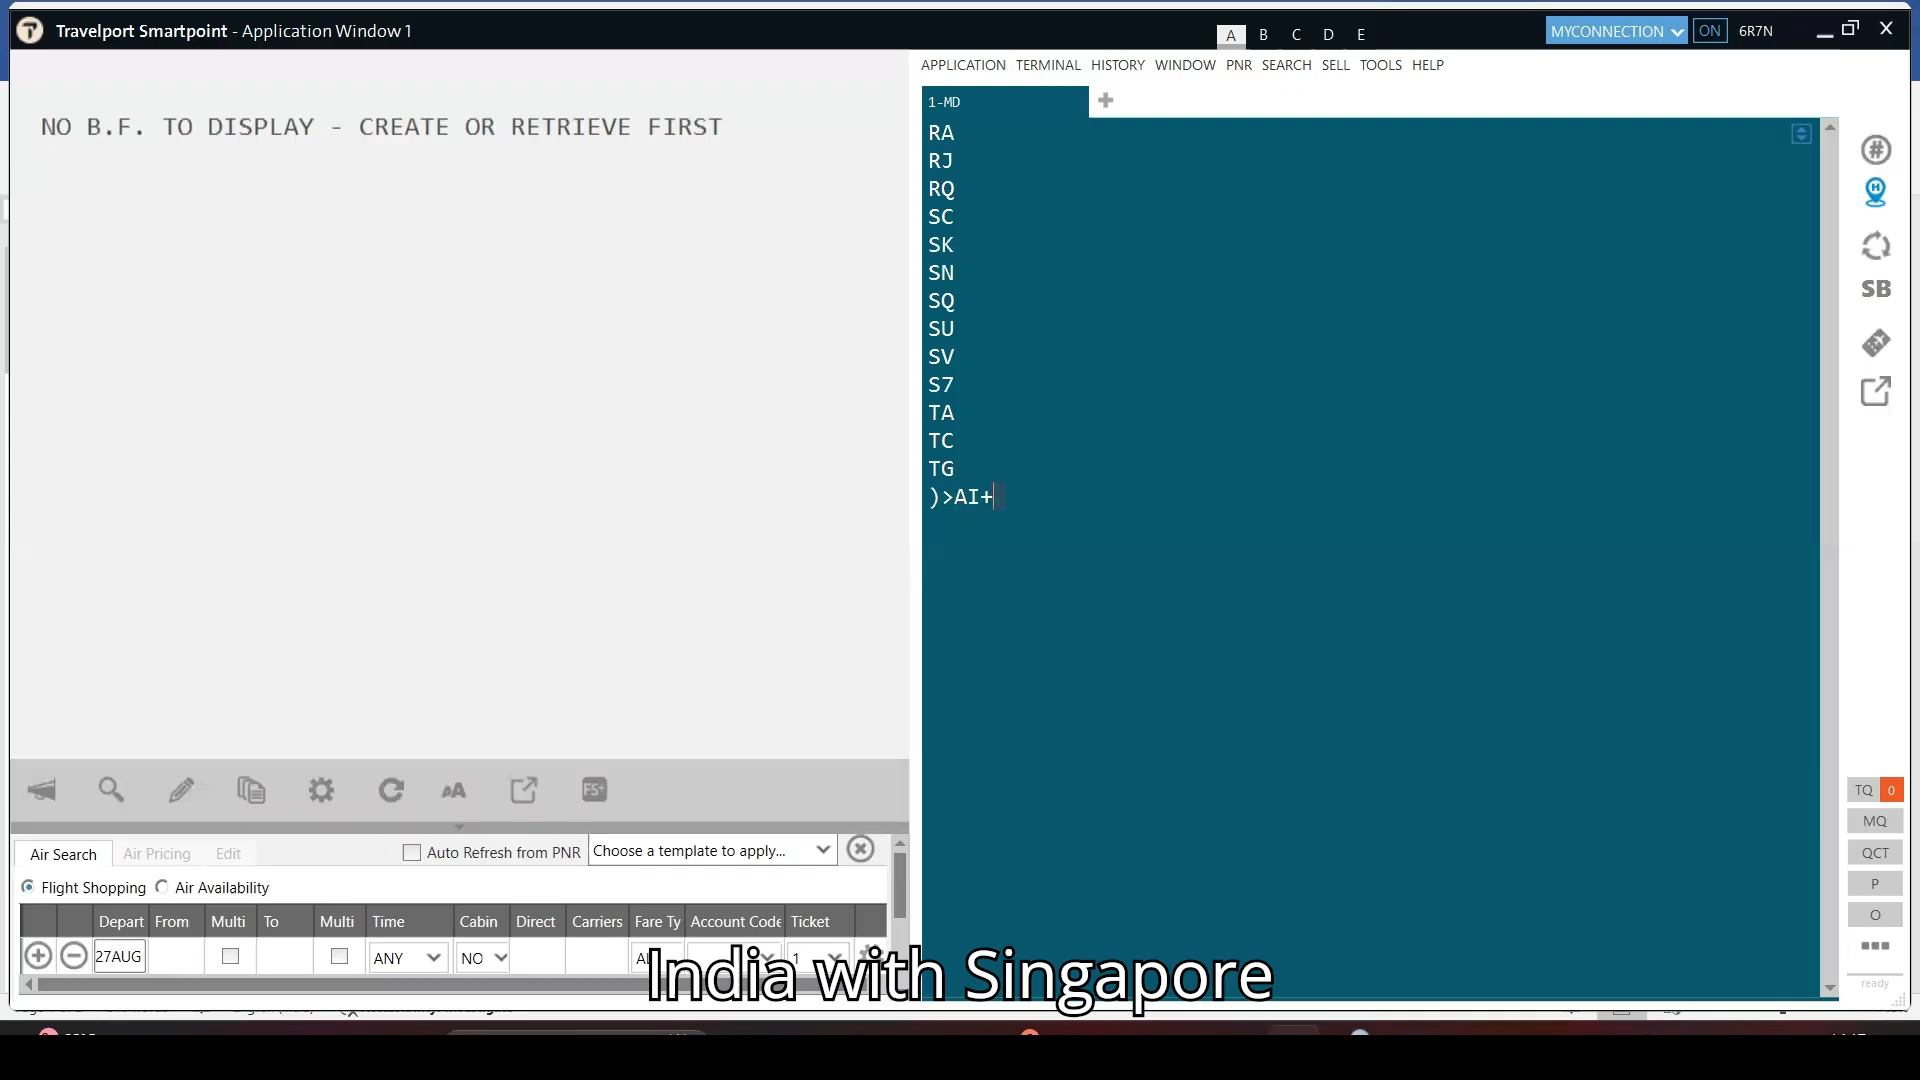 Travelport Smartpoint - Application Window 1
A B C D E
MYCONNECTION ON 6R7N
APPLICATION TERMINAL HISTORY WINDOW PNR SEARCH SELL TOOLS HELP
NO B.F. TO DISPLAY - CREATE OR RETRIEVE FIRST
1-MD
RA
RJ
RQ
SC
SK
SN
SQ
SU
SV
S7
TA
TC
TG
)>AI+
SB
TQ 0
MQ
QCT
P
O
ready
AA
FS+
Air Search Air Pricing Edit
Auto Refresh from PNR Choose a template to apply...
Flight Shopping Air Availability
Depart From Multi To Multi Time Cabin Direct Carriers Fare Ty Account Code Ticket
27AUG ANY NO 1
India with Singapore